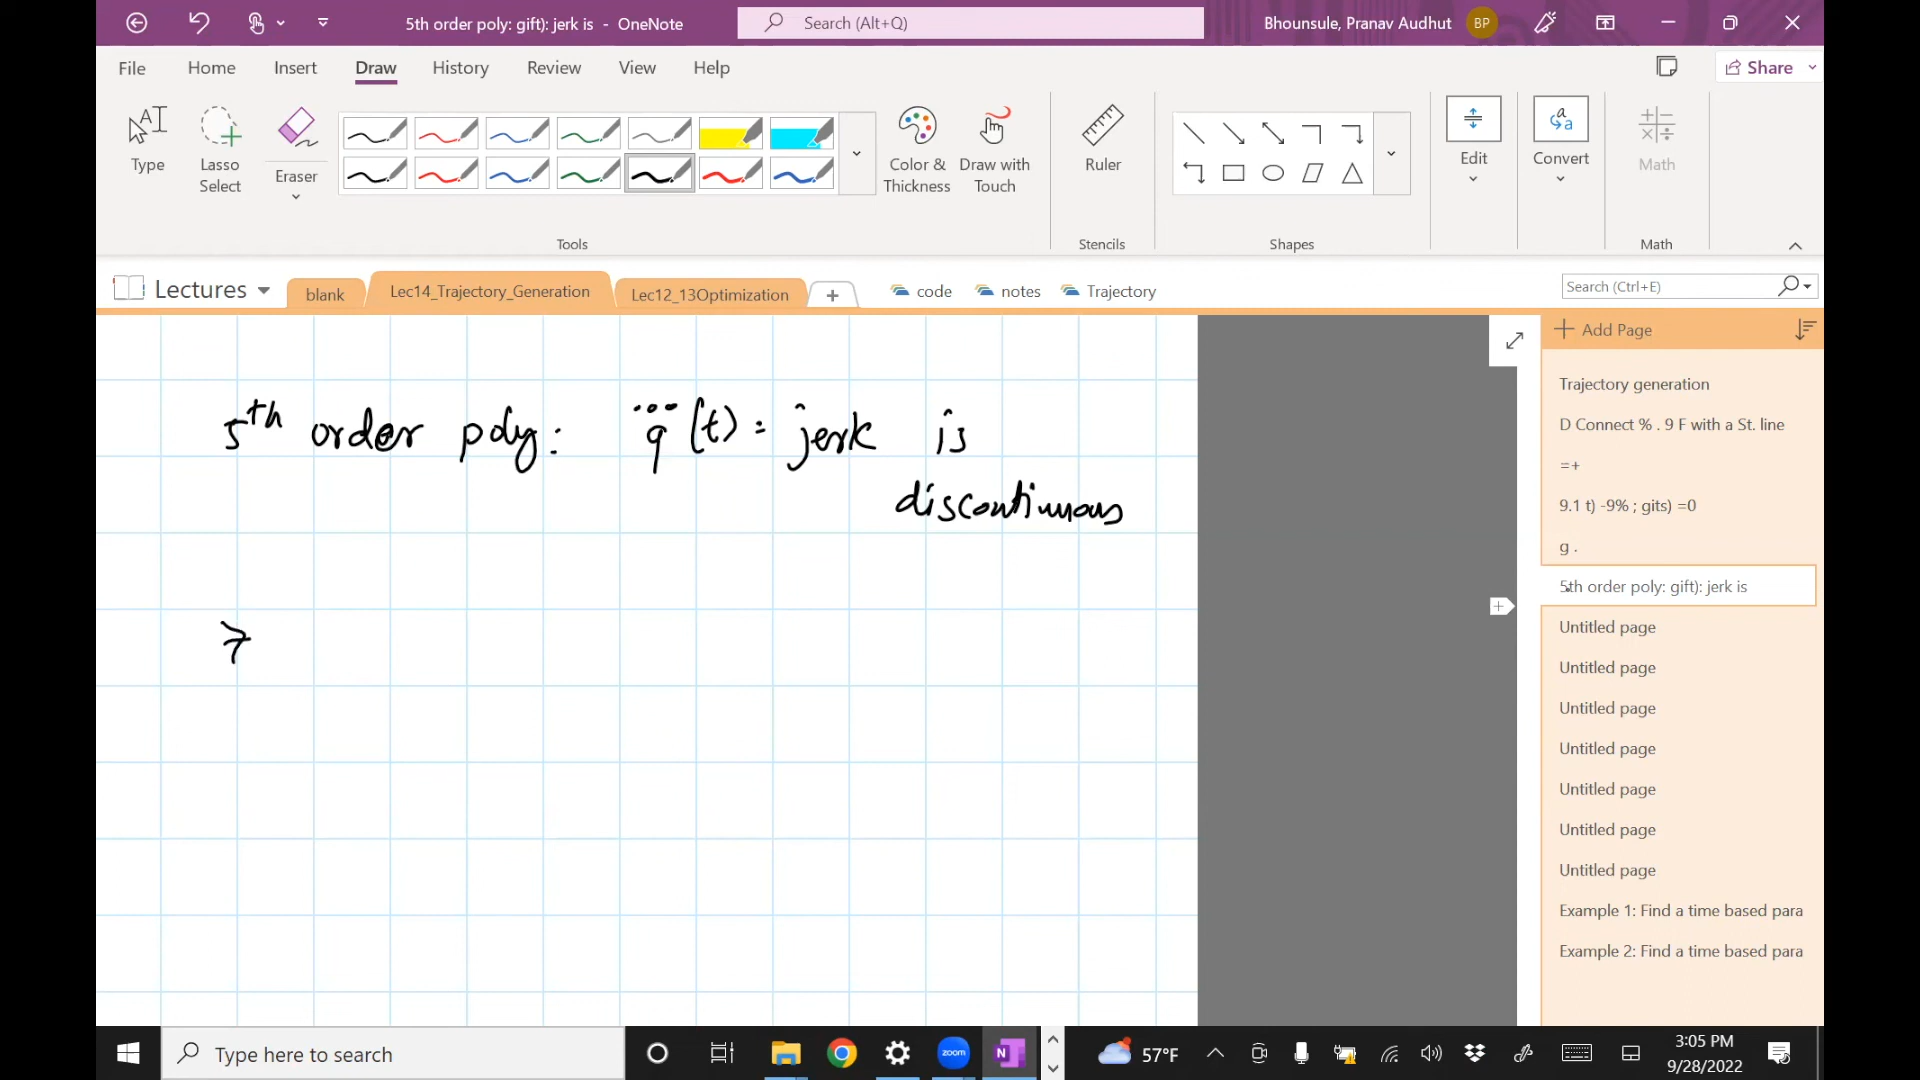 5th order poly: gift): jerk is - OneNote
Search (Alt+Q)
Bhounsule, Pranav Audhut
BP
File Home Insert Draw History Review View Help
Share
Type
Lasso Select
Eraser
Color & Thickness
Draw with Touch
Ruler
Edit
Convert
Math
Tools
Stencils
Shapes
Math
Lectures
blank
Lec14_Trajectory_Generation
Lec12_13Optimization
code
notes
Trajectory
Search (Ctrl+E)
Add Page
Trajectory generation
D Connect % . 9 F with a St. line
=+
9.1 t) -9% ; gits) =0
g .
5th order poly: gift): jerk is
Untitled page
Untitled page
Untitled page
Untitled page
Untitled page
Untitled page
Untitled page
Example 1: Find a time based para
Example 2: Find a time based para
5th order poly: q⃛(t) = jerk is
discontinuous
7
Type here to search
zoom
N
57°F
3:05 PM
9/28/2022